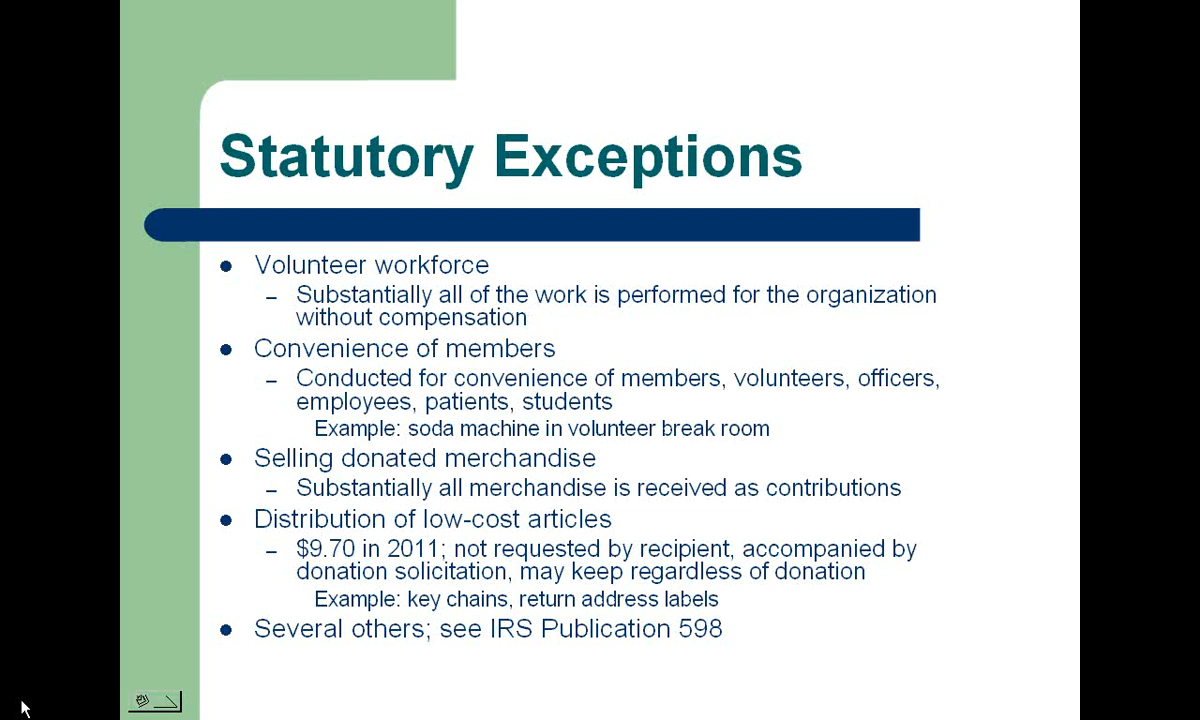 Statutory Exceptions
● Volunteer workforce
– Substantially all of the work is performed for the organization
without compensation
● Convenience of members
– Conducted for convenience of members, volunteers, officers,
employees, patients, students
Example: soda machine in volunteer break room
● Selling donated merchandise
– Substantially all merchandise is received as contributions
● Distribution of low-cost articles
– $9.70 in 2011; not requested by recipient, accompanied by
donation solicitation, may keep regardless of donation
Example: key chains, return address labels
● Several others; see IRS Publication 598